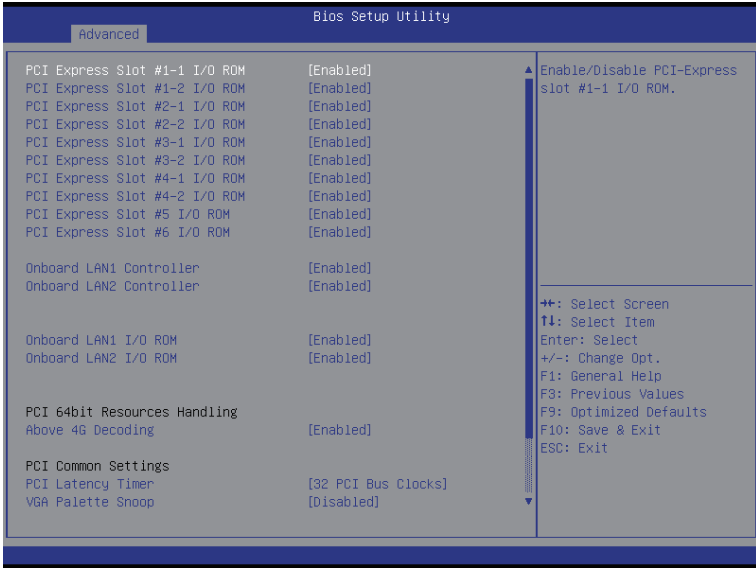 Bios Setup Utility
Advanced
PCI Express Slot #1-1 I/O ROM [Enabled]
PCI Express Slot #1-2 I/O ROM [Enabled]
PCI Express Slot #2-1 I/O ROM [Enabled]
PCI Express Slot #2-2 I/O ROM [Enabled]
PCI Express Slot #3-1 I/O ROM [Enabled]
PCI Express Slot #3-2 I/O ROM [Enabled]
PCI Express Slot #4-1 I/O ROM [Enabled]
PCI Express Slot #4-2 I/O ROM [Enabled]
PCI Express Slot #5 I/O ROM [Enabled]
PCI Express Slot #6 I/O ROM [Enabled]
Onboard LAN1 Controller [Enabled]
Onboard LAN2 Controller [Enabled]
Onboard LAN1 I/O ROM [Enabled]
Onboard LAN2 I/O ROM [Enabled]
PCI 64bit Resources Handling
Above 4G Decoding [Enabled]
PCI Common Settings
PCI Latency Timer [32 PCI Bus Clocks]
VGA Palette Snoop [Disabled]
Enable/Disable PCI-Express
slot #1-1 I/O ROM.
→←: Select Screen
↑↓: Select Item
Enter: Select
+/-: Change Opt.
F1: General Help
F3: Previous Values
F9: Optimized Defaults
F10: Save & Exit
ESC: Exit